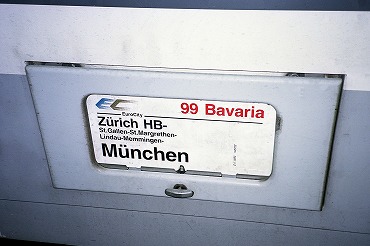 EC
EuroCity
99 Bavaria
Zürich HB-
St.Gallen-St.Margrethen-
Lindau-Memmingen-
München